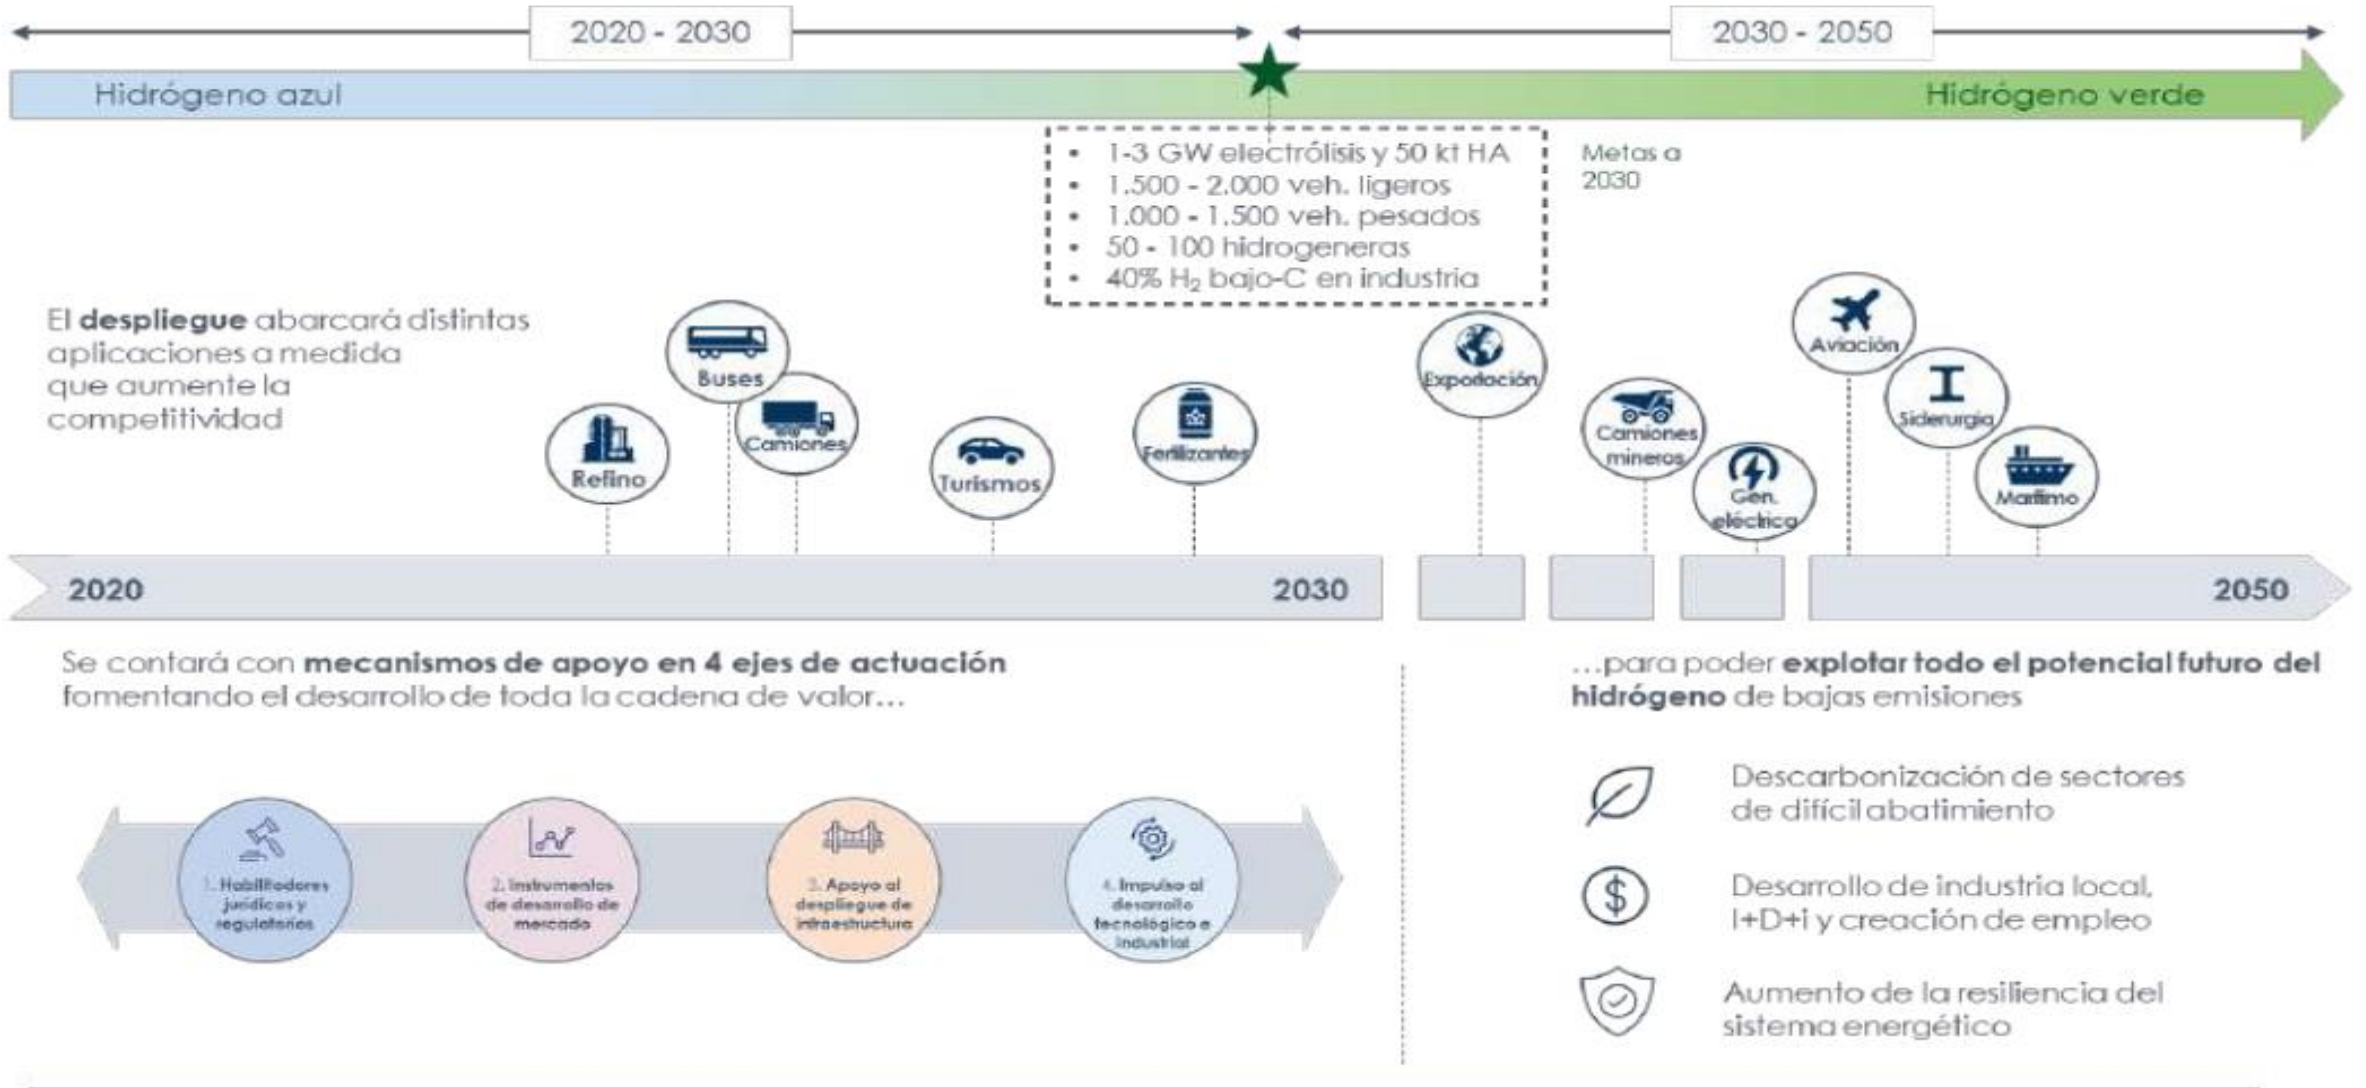 2020 - 2030
2030 - 2050
Hidrógeno azul
Hidrógeno verde
• 1-3 GW electrólisis y 50 kt HA
• 1.500 - 2.000 veh. ligeros
• 1.000 - 1.500 veh. pesados
• 50 - 100 hidrogeneras
• 40% H₂ bajo-C en industria
Metas a
2030
El despliegue abarcará distintas
aplicaciones a medida
que aumente la
competitividad
Refino
Buses
Camiones
Turismos
Fertilizantes
Exportación
Camiones
mineros
Gen.
eléctrica
Aviación
Siderurgia
Marítimo
2020
2030
2050
Se contará con mecanismos de apoyo en 4 ejes de actuación
fomentando el desarrollo de toda la cadena de valor...
1. Habilitadores
jurídicos y
regulatorios
2. Instrumentos
de desarrollo de
mercado
3. Apoyo al
despliegue de
infraestructura
4. Impulso al
desarrollo
tecnológico e
industrial
...para poder explotar todo el potencial futuro del
hidrógeno de bajas emisiones
Descarbonización de sectores
de difícil abatimiento
$
Desarrollo de industria local,
I+D+i y creación de empleo
Aumento de la resiliencia del
sistema energético